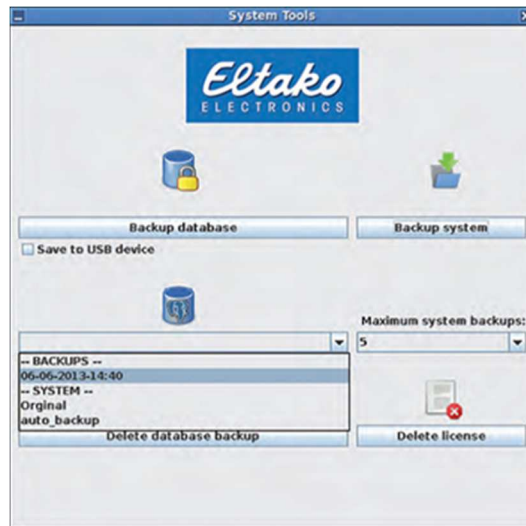 System Tools
Eltako
ELECTRONICS
Backup database
Backup system
Save to USB device
Maximum system backups:
5
-- BACKUPS --
06-06-2013-14:40
-- SYSTEM --
Orginal
auto_backup
Delete database backup
Delete license